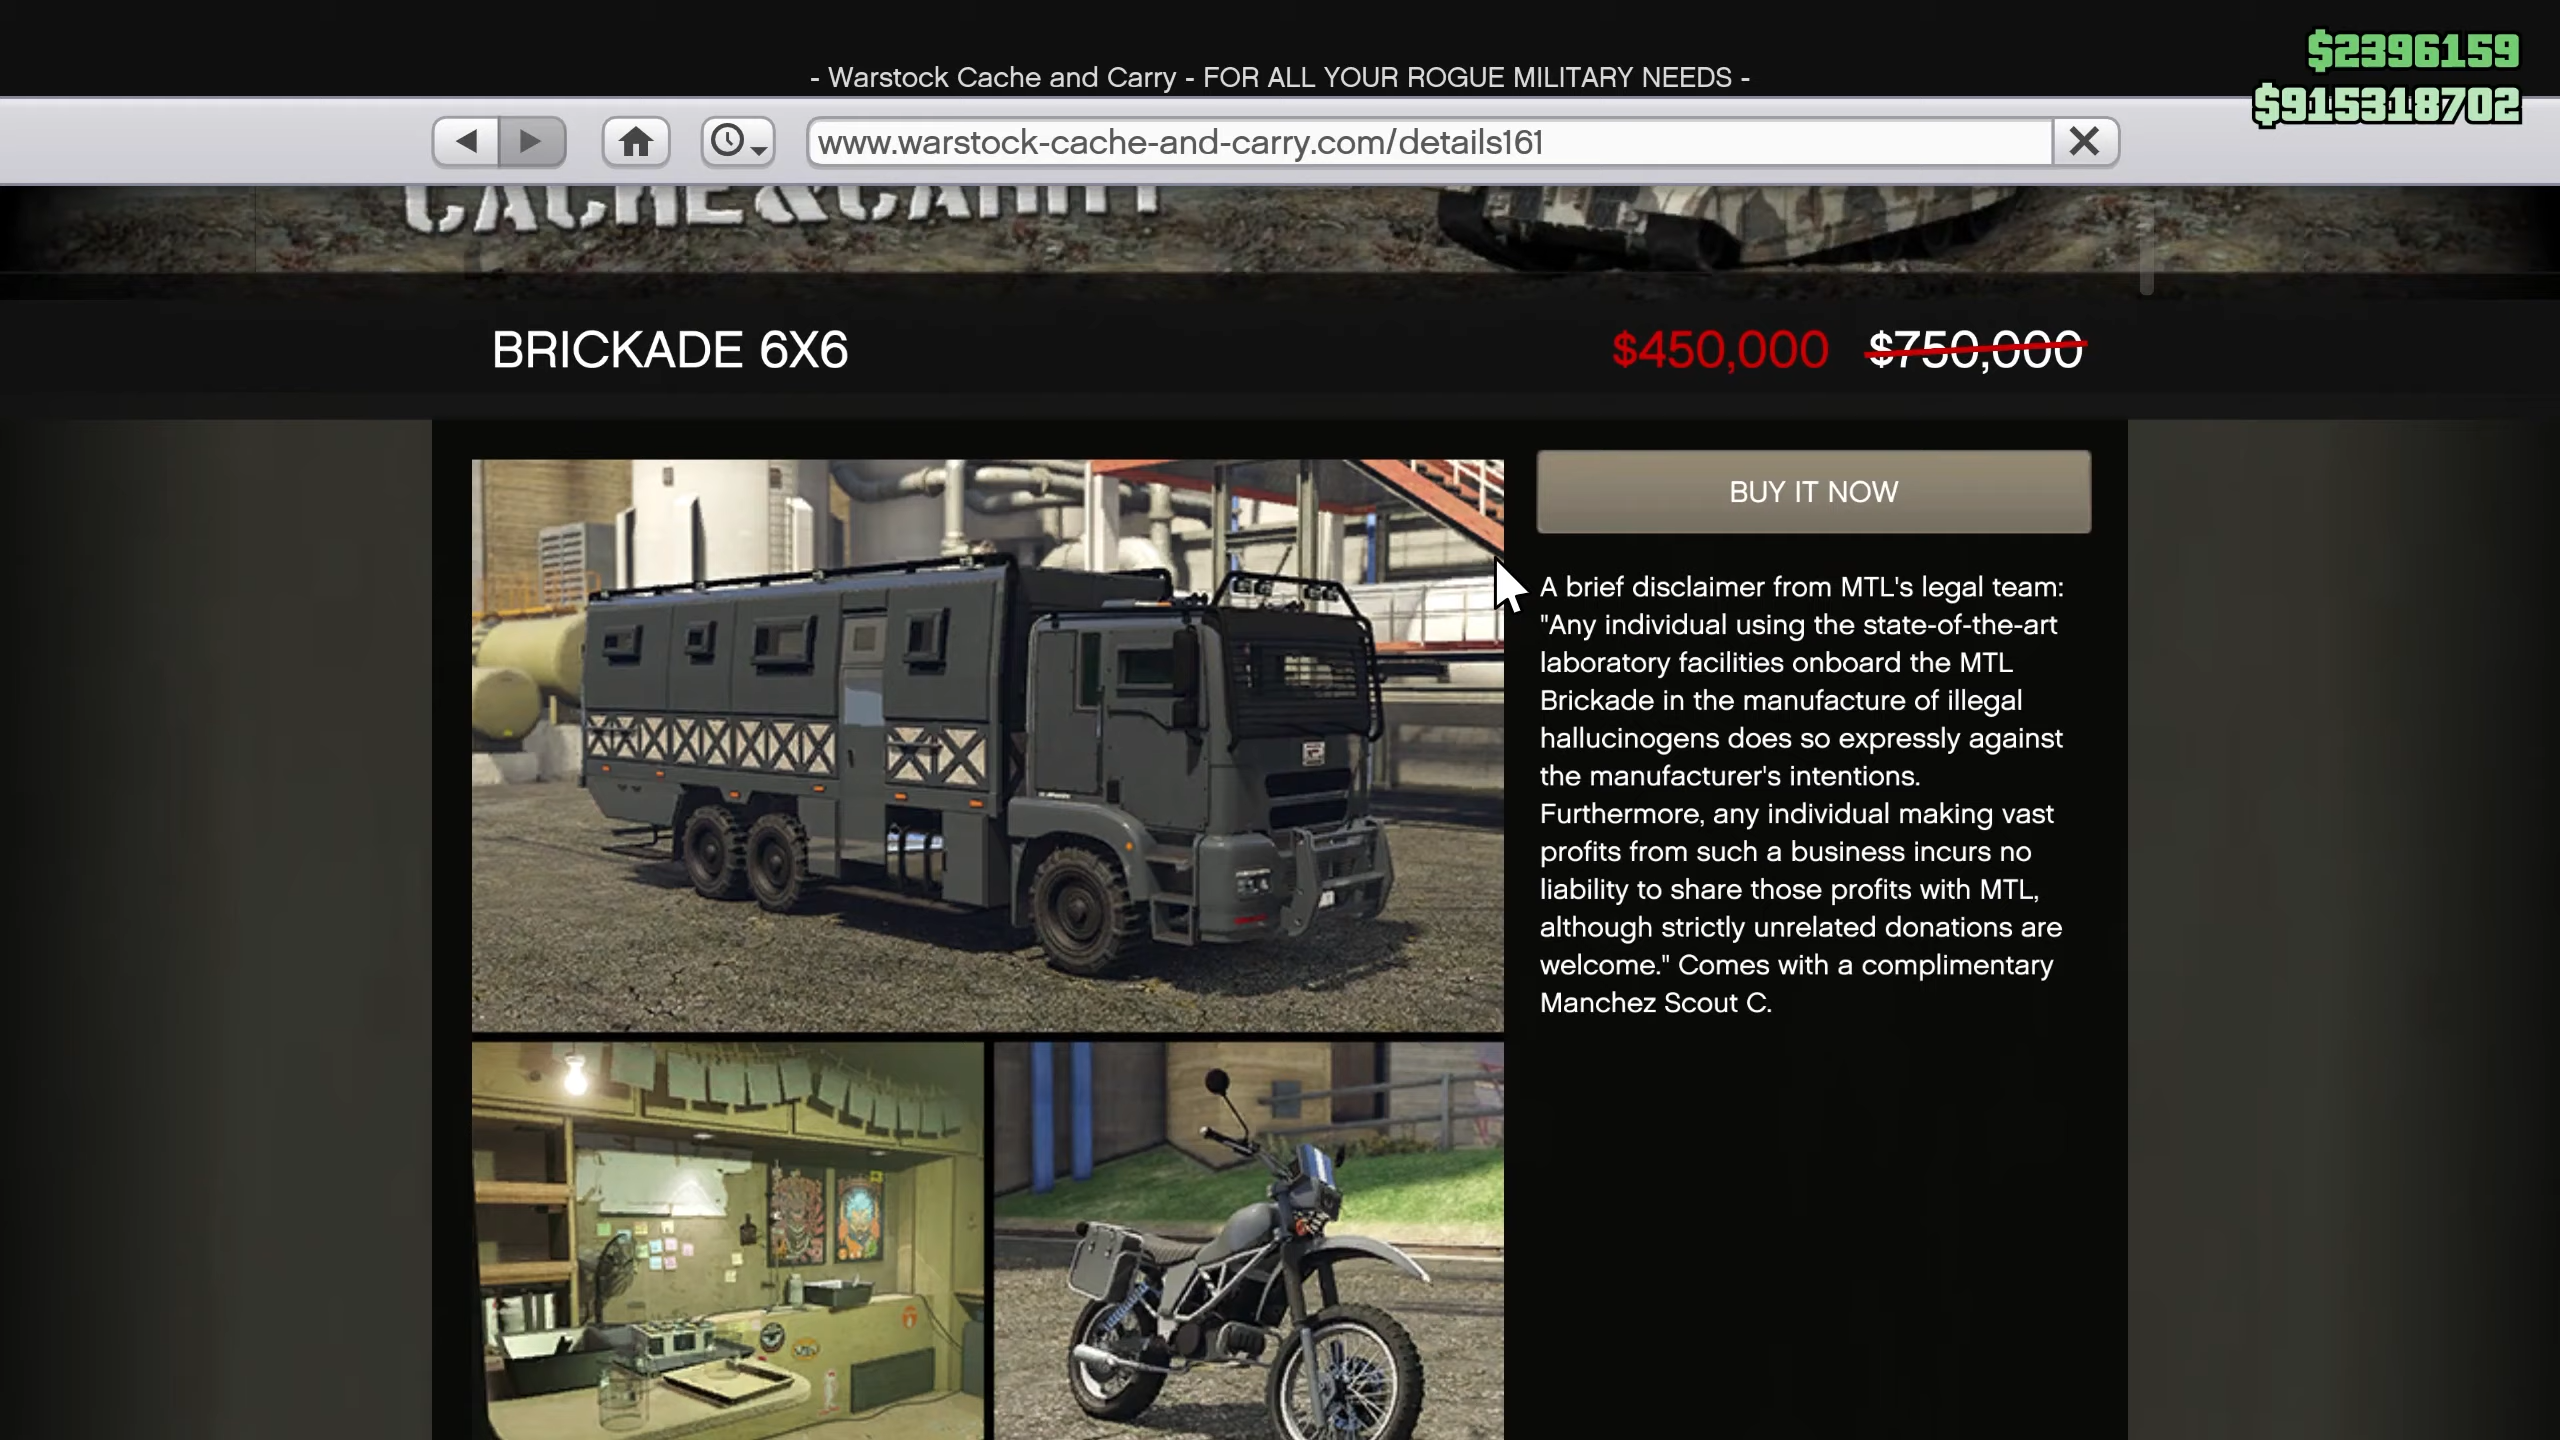 $2396159
- Warstock Cache and Carry - FOR ALL YOUR ROGUE MILITARY NEEDS -
$915318702
www.warstock-cache-and-carry.com/details161
CACHE&CARRY
BRICKADE 6X6
$450,000 $750,000
BUY IT NOW
A brief disclaimer from MTL's legal team:
"Any individual using the state-of-the-art
laboratory facilities onboard the MTL
Brickade in the manufacture of illegal
hallucinogens does so expressly against
the manufacturer's intentions.
Furthermore, any individual making vast
profits from such a business incurs no
liability to share those profits with MTL,
although strictly unrelated donations are
welcome." Comes with a complimentary
Manchez Scout C.